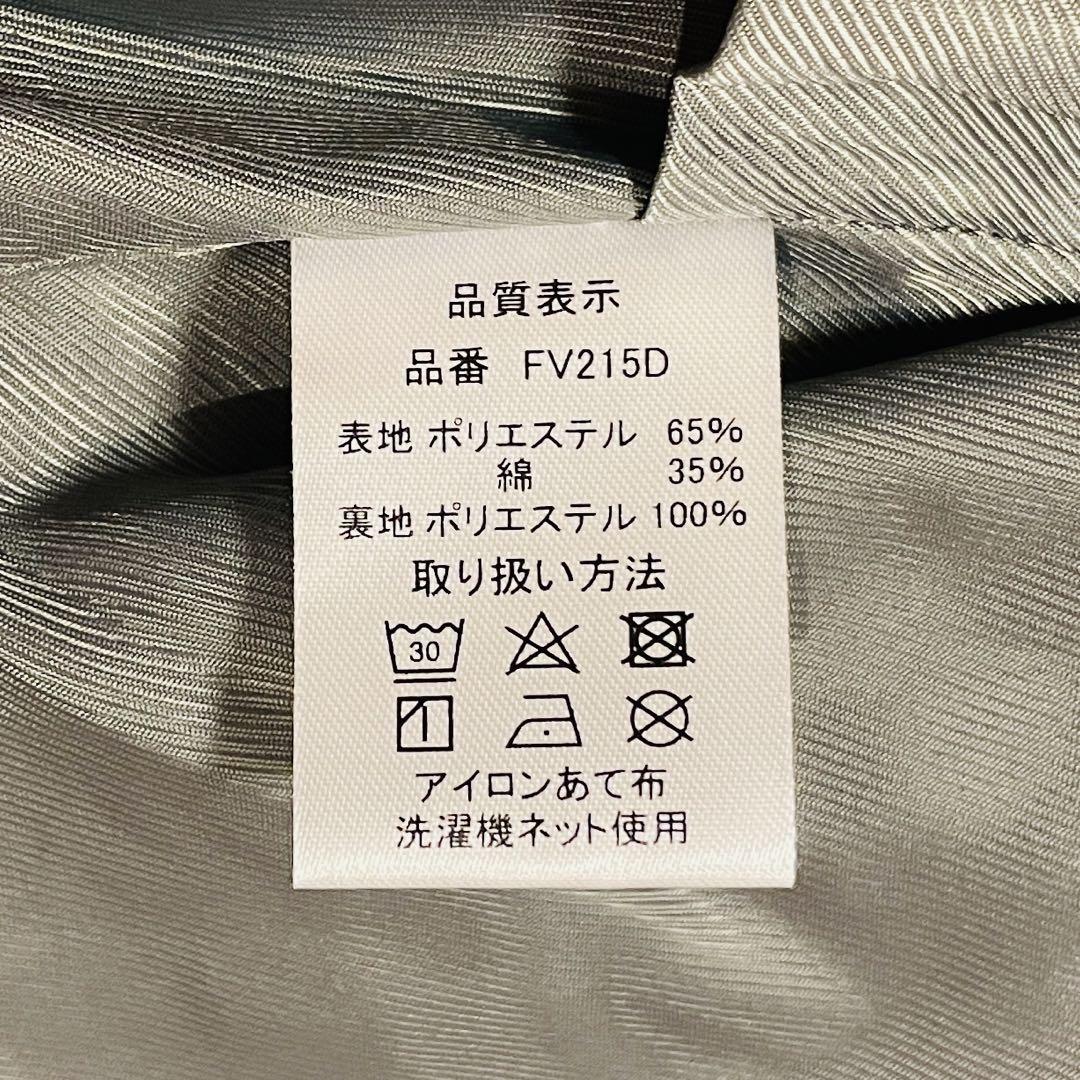 品質表示
品番 FV215D
表地 ポリエステル 65%
綿 35%
裏地 ポリエステル 100%
取り扱い方法
30
アイロンあて布
洗濯機ネット使用